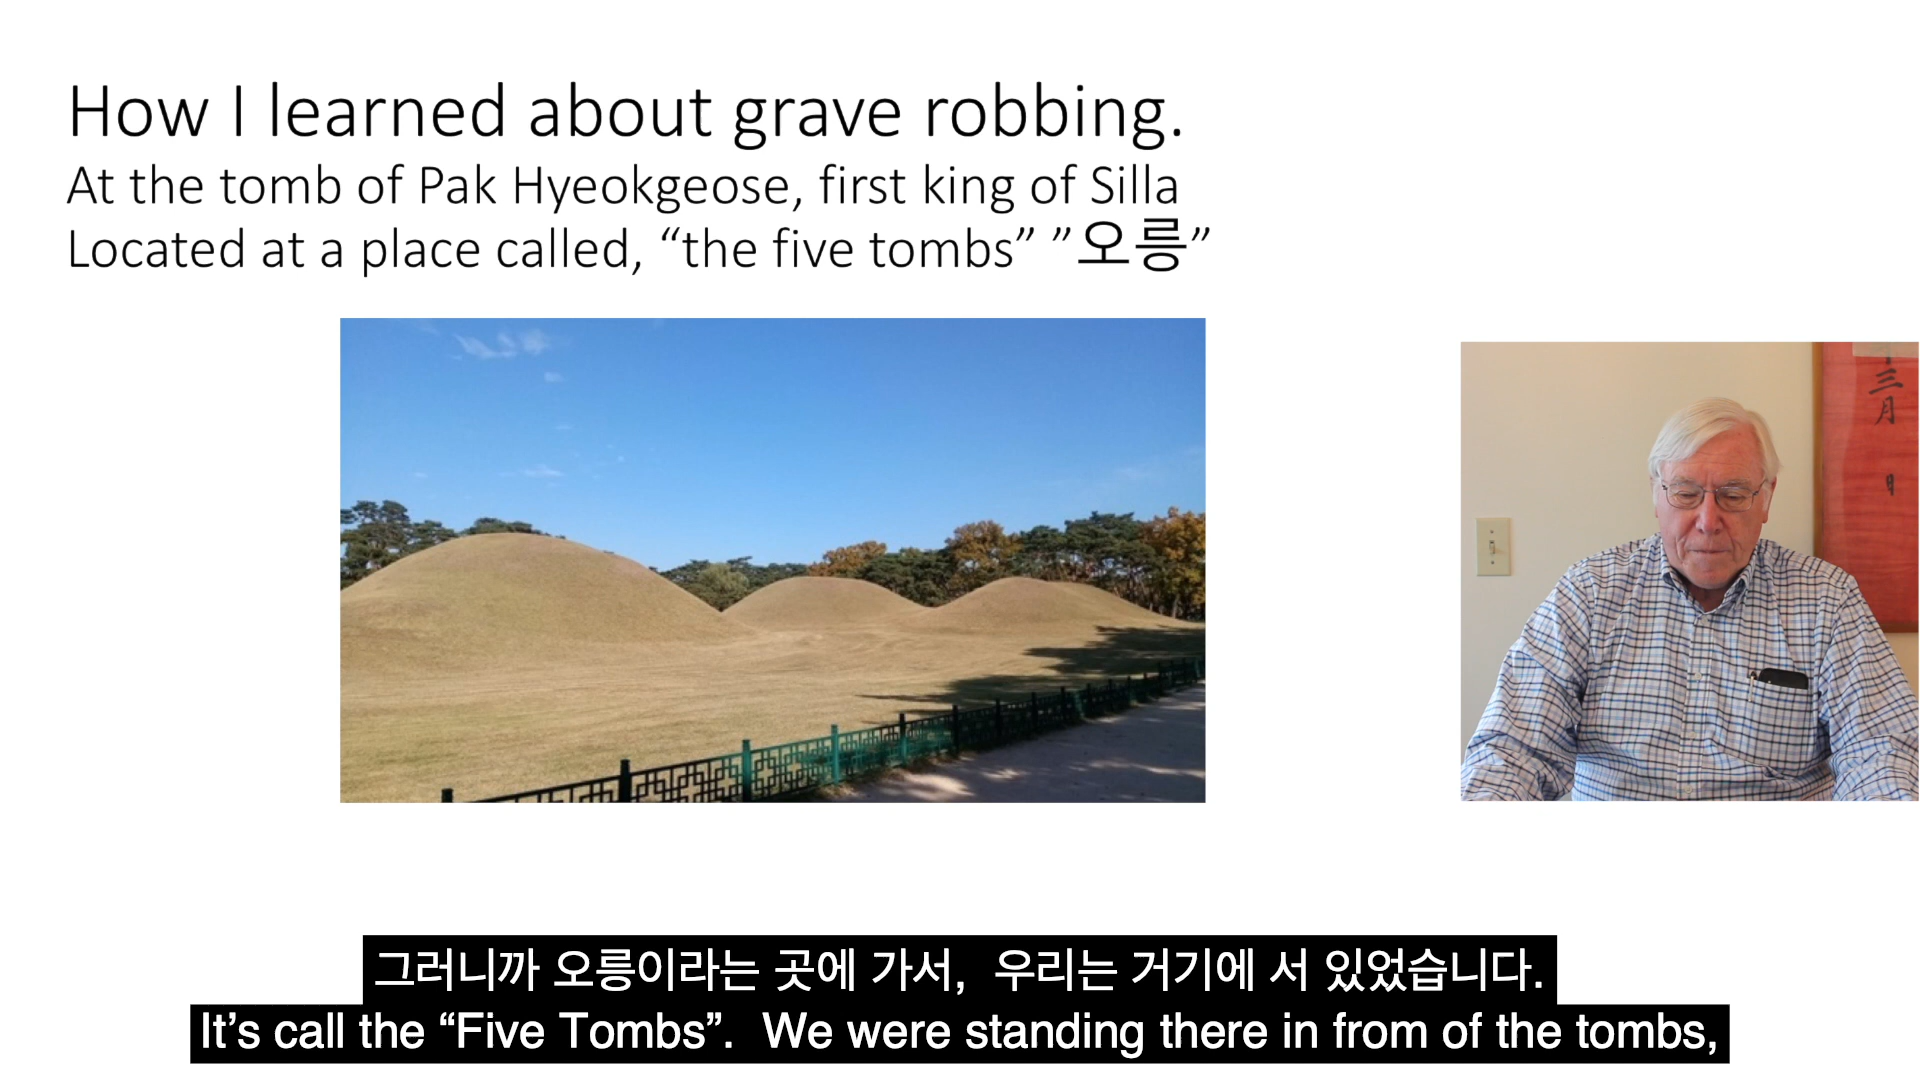 How I learned about grave robbing.
At the tomb of Pak Hyeokgeose, first king of Silla
Located at a place called, “the five tombs” ”오릉”
三月
日
그러니까 오릉이라는 곳에 가서, 우리는 거기에 서 있었습니다.
It’s call the “Five Tombs”. We were standing there in from of the tombs,